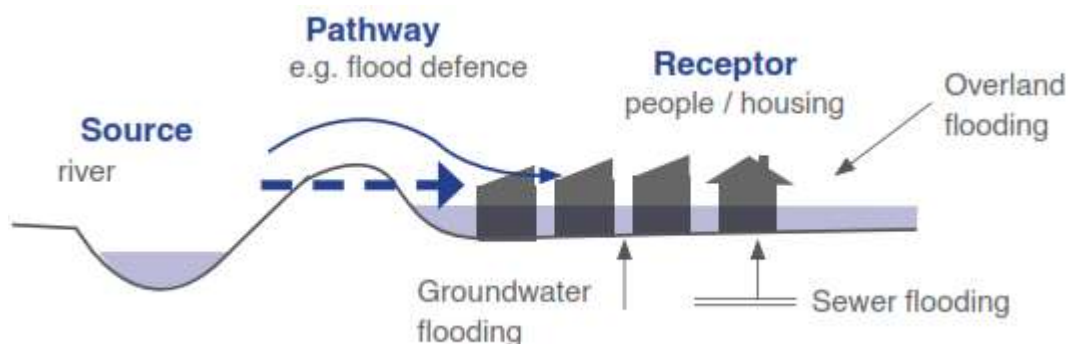 Pathway
e.g. flood defence
Receptor
people / housing
Overland
flooding
Source
river
Groundwater
flooding
Sewer flooding